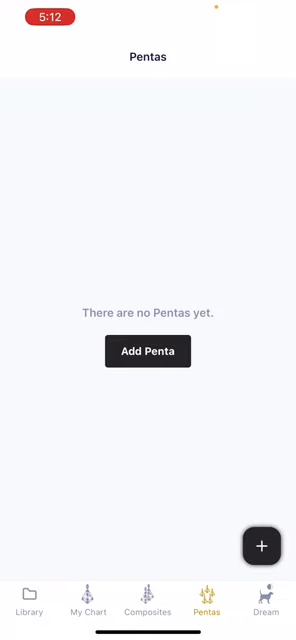 5:12
Pentas
There are no Pentas yet.
Add Penta
Library
My Chart
Composites
Pentas
Dream